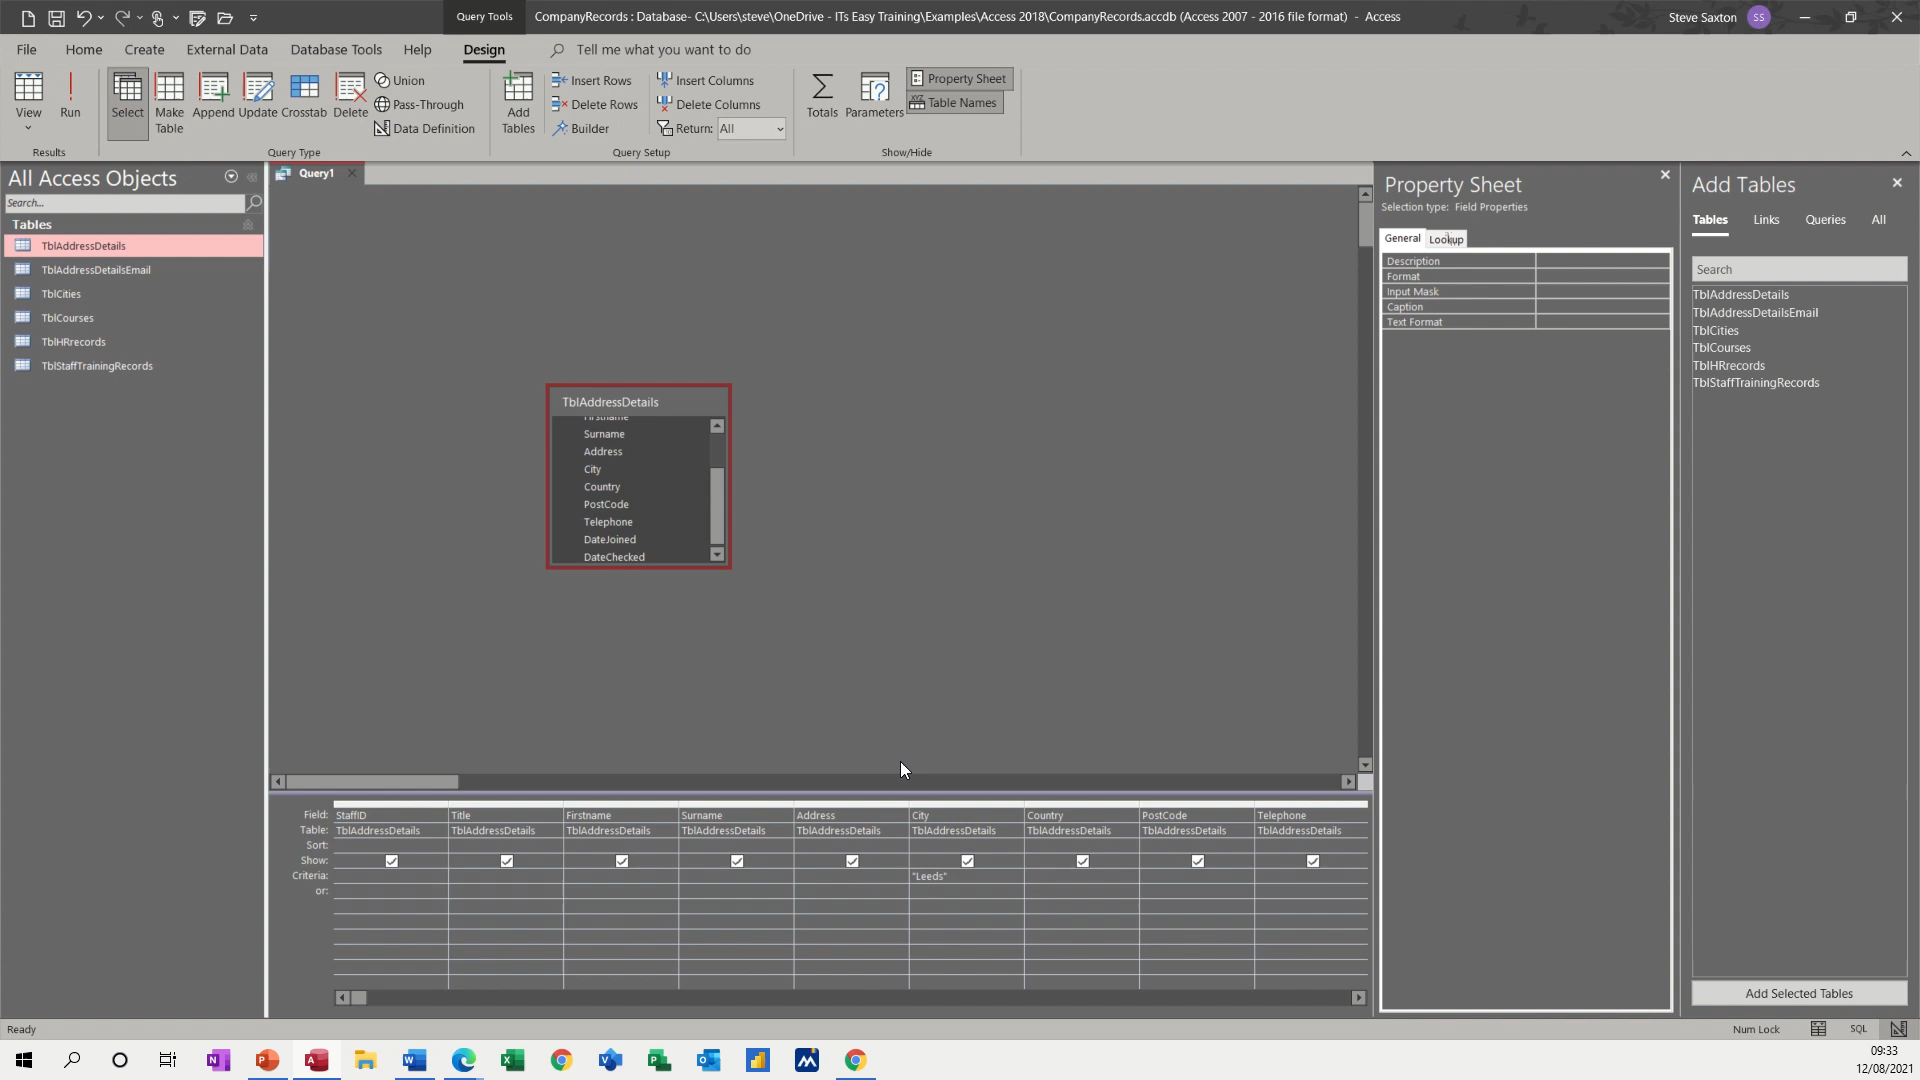 Query Tools
CompanyRecords : Database- C:\Users\steve\OneDrive - ITs Easy Training\Examples\Access 2018\CompanyRecords.accdb (Access 2007 - 2016 file format) - Access
Steve Saxton
SS
File Home Create External Data Database Tools Help Design Tell me what you want to do
View
Run
Select
Make Table
Append
Update
Crosstab
Delete
Union
Pass-Through
Data Definition
Add Tables
Insert Rows
Delete Rows
Builder
Insert Columns
Delete Columns
Return: All
Totals
Parameters
Property Sheet
Table Names
Results
Query Type
Query Setup
Show/Hide
All Access Objects
Search...
Tables
TblAddressDetails
TblAddressDetailsEmail
TblCities
TblCourses
TblHRrecords
TblStaffTrainingRecords
Query1
TblAddressDetails
Firstname
Surname
Address
City
Country
PostCode
Telephone
DateJoined
DateChecked
Field: StaffID Title Firstname Surname Address City Country PostCode Telephone
Table: TblAddressDetails TblAddressDetails TblAddressDetails TblAddressDetails TblAddressDetails TblAddressDetails TblAddressDetails TblAddressDetails TblAddressDetails
Sort:
Show:
Criteria: "Leeds"
or:
Property Sheet
Selection type: Field Properties
General Lookup
Description
Format
Input Mask
Caption
Text Format
Add Tables
Tables Links Queries All
Search
TblAddressDetails
TblAddressDetailsEmail
TblCities
TblCourses
TblHRrecords
TblStaffTrainingRecords
Add Selected Tables
Ready
Num Lock
SQL
09:33
12/08/2021